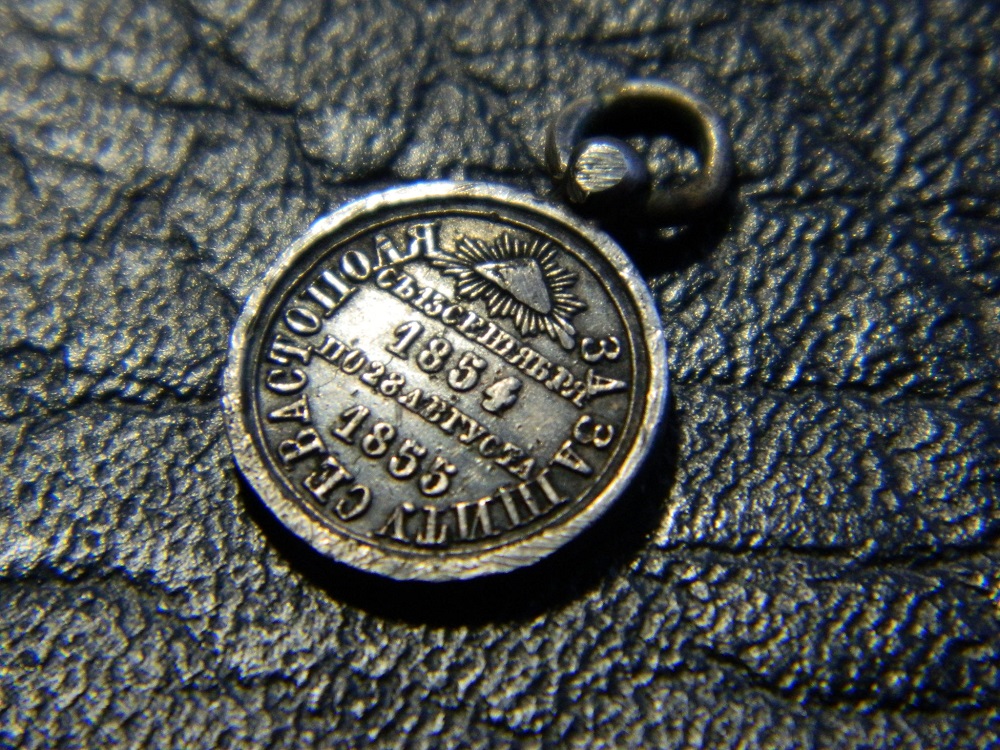 СЪ 13 СЕНТЯБРЯ
1854
ПО 28 АВГУСТА
1855
ЗА ЗАЩИТУ СЕВАСТОПОЛЯ